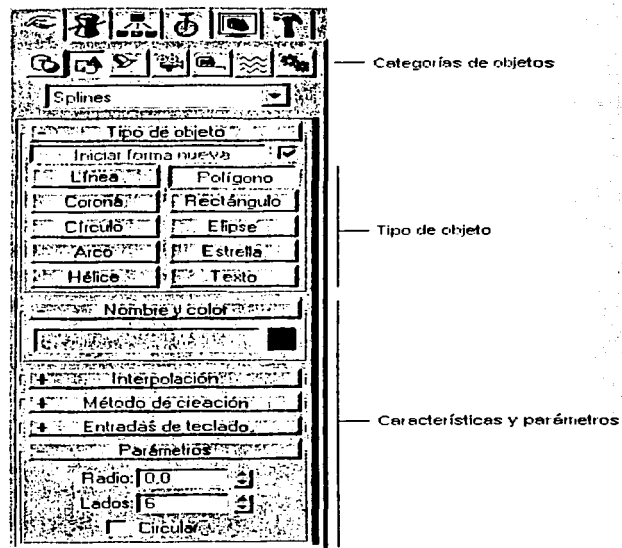 Categorías de objetos
Splines
- Tipo de objeto
Iniciar forma nueva
Línea Polígono
Corona Rectángulo
Círculo Elipse
Arco Estrella
Hélice Texto
Tipo de objeto
- Nombre y color
+ Interpolación
+ Método de creación
+ Entradas de teclado
Características y parámetros
- Parámetros
Radio: 0,0
Lados: 6
Circular